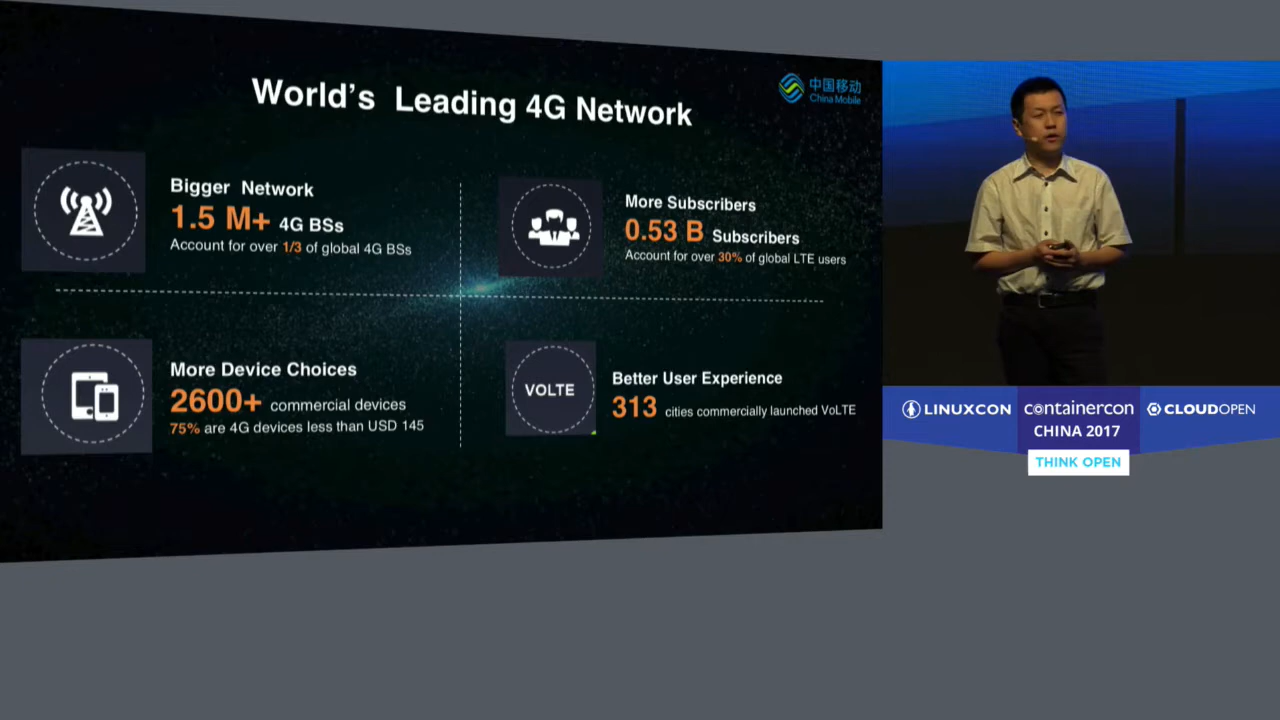 World's Leading 4G Network
中国移动
China Mobile
Bigger Network
1.5 M+ 4G BSs
Account for over 1/3 of global 4G BSs
More Subscribers
0.53 B Subscribers
Account for over 30% of global LTE users
More Device Choices
2600+ commercial devices
75% are 4G devices less than USD 145
VOLTE
Better User Experience
313 cities commercially launched VoLTE
LINUXCON
containercon
CLOUDOPEN
CHINA 2017
THINK OPEN